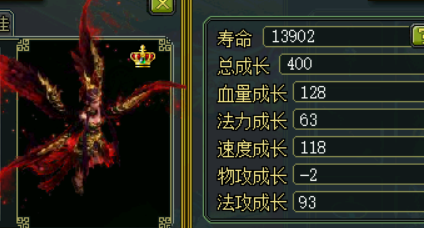 寿命 13902
总成长 400
血量成长 128
法力成长 63
速度成长 118
物攻成长 -2
法攻成长 93